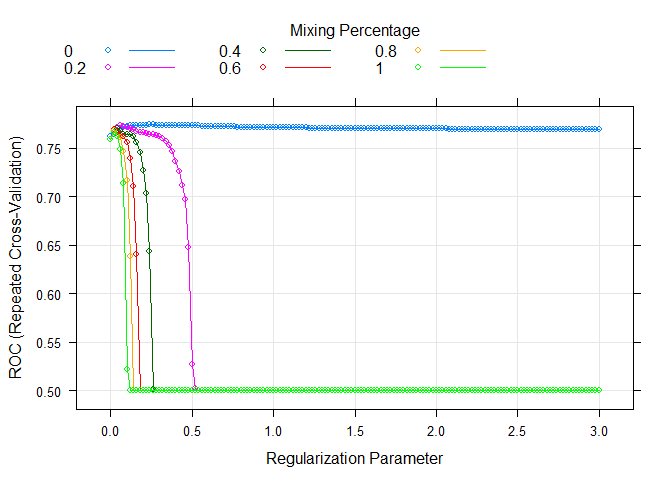 Mixing Percentage
0 0.4 0.8
0.2 0.6 1
ROC (Repeated Cross-Validation)
0.75
0.70
0.65
0.60
0.55
0.50
0.0 0.5 1.0 1.5 2.0 2.5 3.0
Regularization Parameter